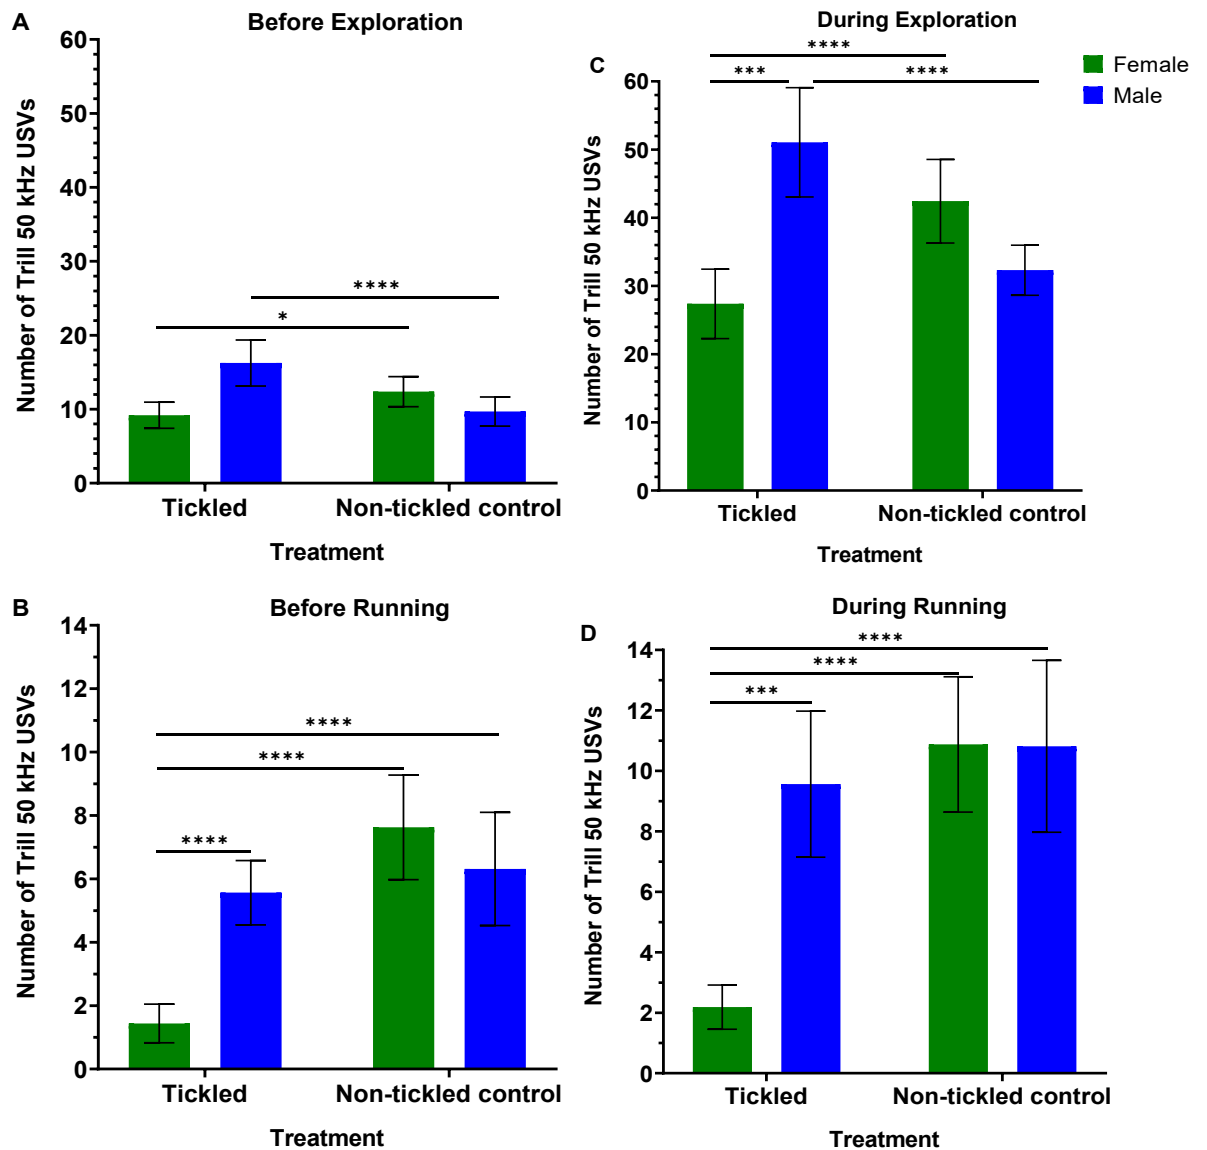 A
Before Exploration
Number of Trill 50 kHz USVs
60
50
40
30
20
10
0
****
*
Tickled
Non-tickled control
Treatment
During Exploration
C
Number of Trill 50 kHz USVs
60
50
40
30
20
10
0
****
***
****
Tickled
Non-tickled control
Treatment
Female
Male
B
Before Running
Number of Trill 50 kHz USVs
14
12
10
8
6
4
2
0
****
****
****
Tickled
Non-tickled control
Treatment
D
During Running
Number of Trill 50 kHz USVs
14
12
10
8
6
4
2
0
****
****
***
Tickled
Non-tickled control
Treatment